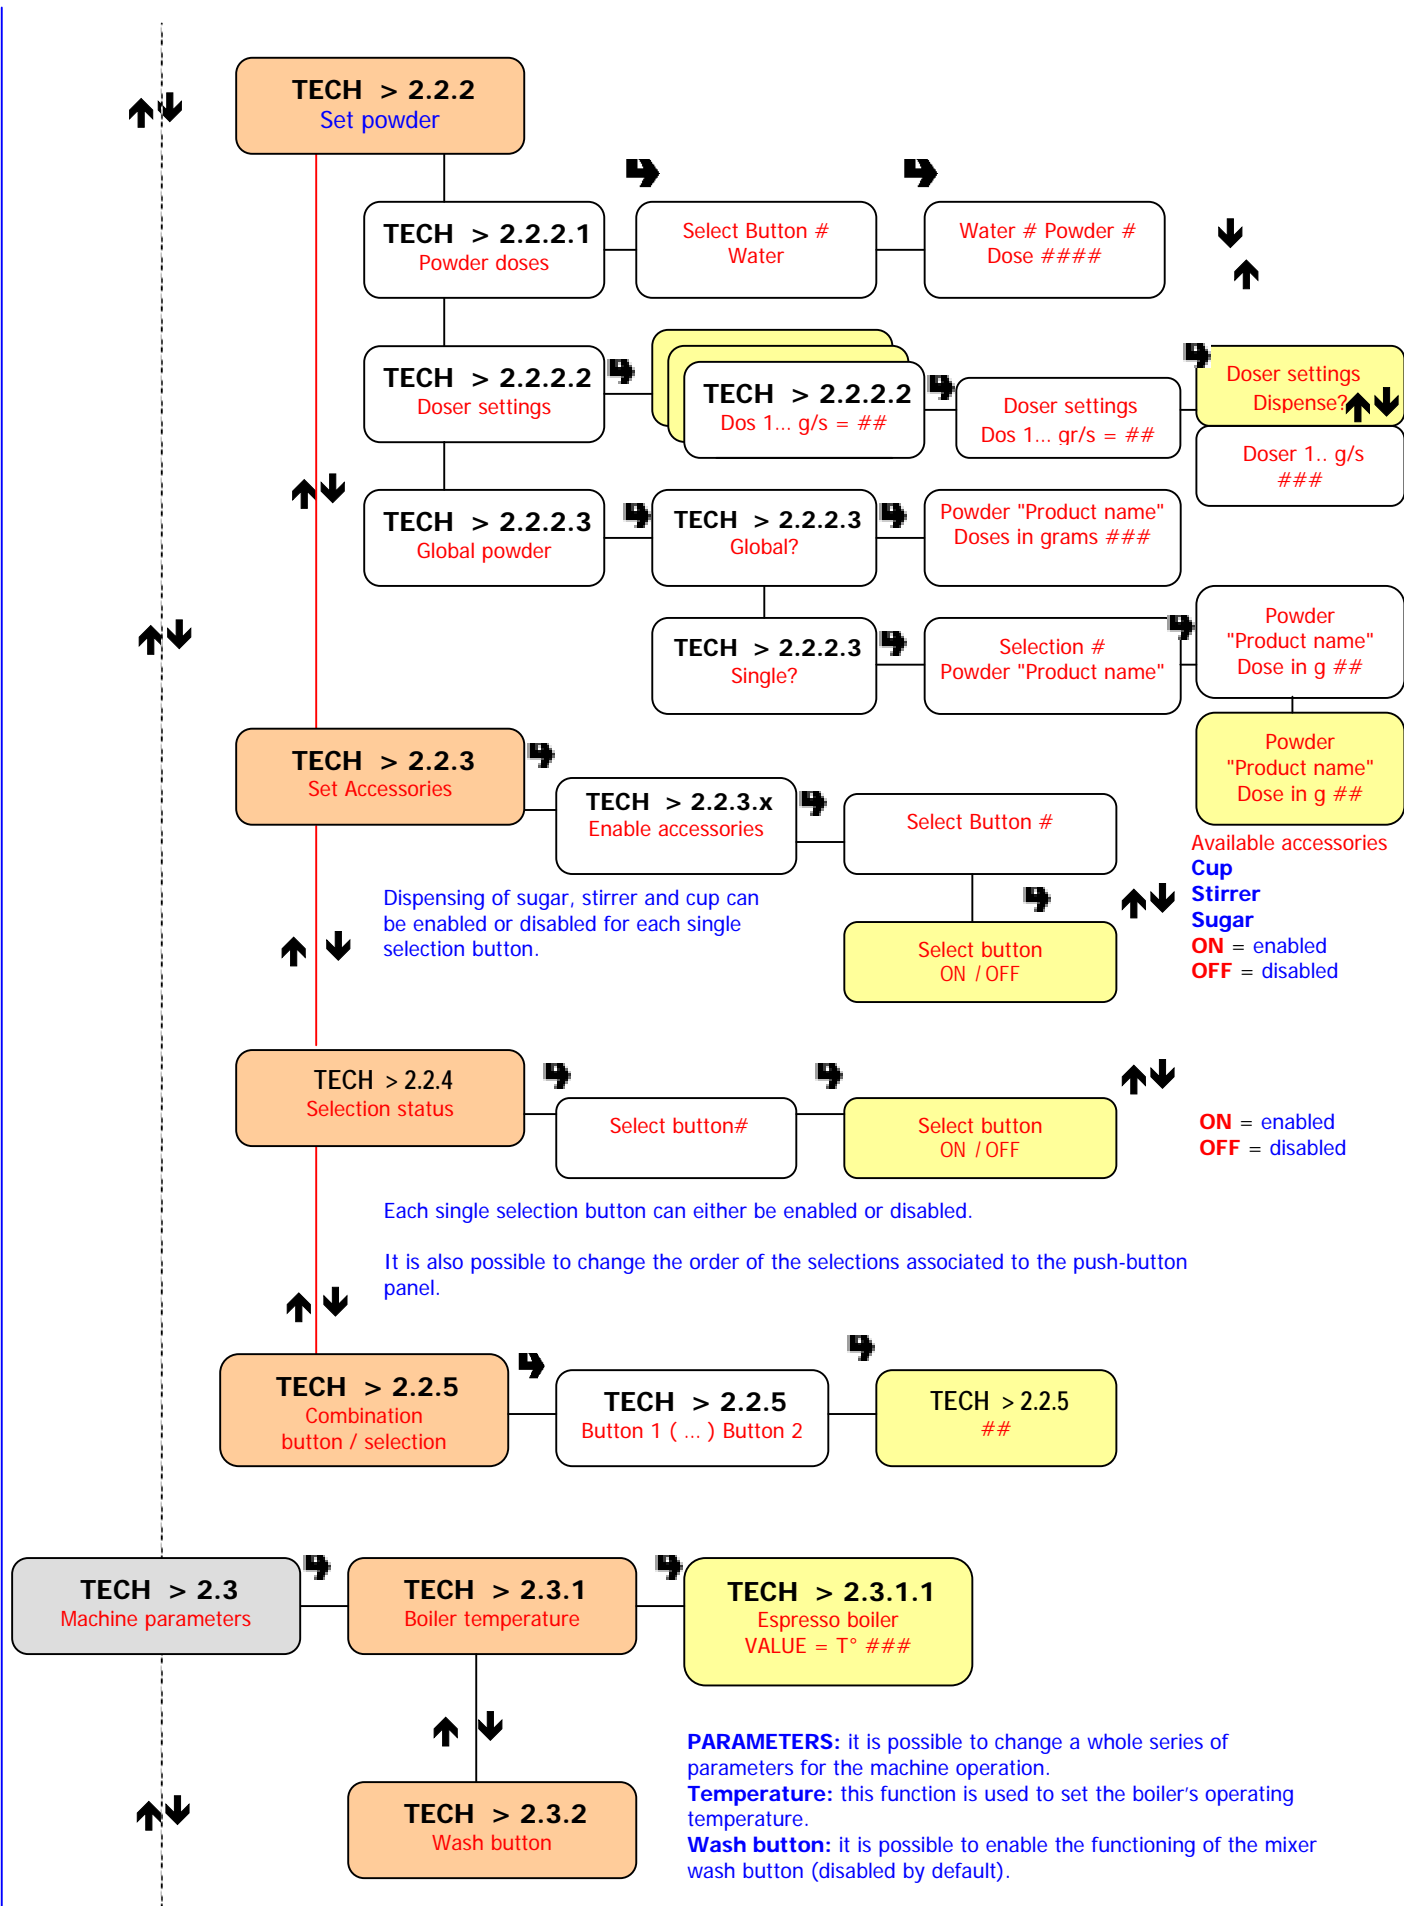 TECH > 2.2.2
Set powder
TECH > 2.2.2.1
Powder doses
Select Button #
Water
Water # Powder #
Dose ####
TECH > 2.2.2.2
Doser settings
TECH > 2.2.2.2
Dos 1... g/s = ##
Doser settings
Dos 1... gr/s = ##
Doser settings
Dispense?
Doser 1.. g/s
###
TECH > 2.2.2.3
Global powder
TECH > 2.2.2.3
Global?
Powder "Product name"
Doses in grams ###
TECH > 2.2.2.3
Single?
Selection #
Powder "Product name"
Powder
"Product name"
Dose in g ##
Powder
"Product name"
Dose in g ##
TECH > 2.2.3
Set Accessories
TECH > 2.2.3.x
Enable accessories
Select Button #
Select button
ON / OFF
Available accessories
Cup
Stirrer
Sugar
ON = enabled
OFF = disabled
Dispensing of sugar, stirrer and cup can
be enabled or disabled for each single
selection button.
TECH > 2.2.4
Selection status
Select button#
Select button
ON / OFF
ON = enabled
OFF = disabled
Each single selection button can either be enabled or disabled.
It is also possible to change the order of the selections associated to the push-button
panel.
TECH > 2.2.5
Combination
button / selection
TECH > 2.2.5
Button 1 ( ... ) Button 2
TECH > 2.2.5
##
TECH > 2.3
Machine parameters
TECH > 2.3.1
Boiler temperature
TECH > 2.3.1.1
Espresso boiler
VALUE = T° ###
TECH > 2.3.2
Wash button
PARAMETERS: it is possible to change a whole series of
parameters for the machine operation.
Temperature: this function is used to set the boiler's operating
temperature.
Wash button: it is possible to enable the functioning of the mixer
wash button (disabled by default).